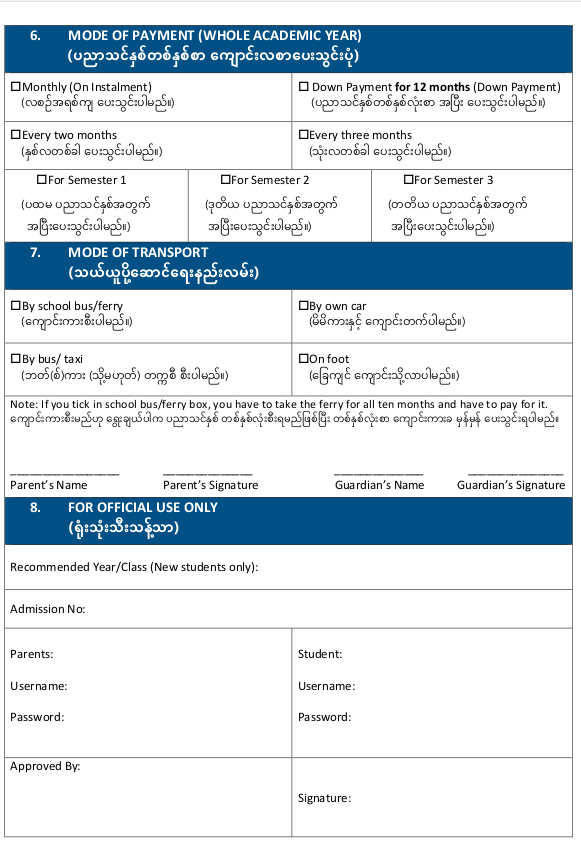 6. MODE OF PAYMENT (WHOLE ACADEMIC YEAR)
(ပညာသင်နှစ်တစ်နှစ်စာ ကျောင်းလစာပေးသွင်းပုံ)
☐Monthly (On Instalment)
(လစဉ်အရစ်ကျ ပေးသွင်းပါမည်။)
☐ Down Payment for 12 months (Down Payment)
(ပညာသင်နှစ်တစ်နှစ်လုံးစာ အပြီး ပေးသွင်းပါမည်။)
☐Every two months
(နှစ်လတစ်ခါ ပေးသွင်းပါမည်။)
☐Every three months
(သုံးလတစ်ခါ ပေးသွင်းပါမည်။)
☐For Semester 1
(ပထမ ပညာသင်နှစ်အတွက်
အပြီးပေးသွင်းပါမည်။)
☐For Semester 2
(ဒုတိယ ပညာသင်နှစ်အတွက်
အပြီးပေးသွင်းပါမည်။)
☐For Semester 3
(တတိယ ပညာသင်နှစ်အတွက်
အပြီးပေးသွင်းပါမည်။)
7. MODE OF TRANSPORT
(သယ်ယူပို့ဆောင်ရေးနည်းလမ်း)
☐By school bus/ferry
(ကျောင်းကားစီးပါမည်။)
☐By own car
(မိမိကားနှင့် ကျောင်းတက်ပါမည်။)
☐By bus/ taxi
(ဘတ်(စ်)ကား (သို့မဟုတ်) တက္ကစီ စီးပါမည်။)
☐On foot
(ခြေကျင် ကျောင်းသို့လာပါမည်။)
Note: If you tick in school bus/ferry box, you have to take the ferry for all ten months and have to pay for it.
ကျောင်းကားစီးမည်ဟု ရွေးချယ်ပါက ပညာသင်နှစ် တစ်နှစ်လုံးစီးရမည်ဖြစ်ပြီး တစ်နှစ်လုံးစာ ကျောင်းကားခ မှန်မှန် ပေးသွင်းရပါမည်။
Parent’s Name
Parent’s Signature
Guardian’s Name
Guardian’s Signature
8. FOR OFFICIAL USE ONLY
(ရုံးသုံးသီးသန့်သာ)
Recommended Year/Class (New students only):
Admission No:
Parents:
Username:
Password:
Student:
Username:
Password:
Approved By:
Signature: